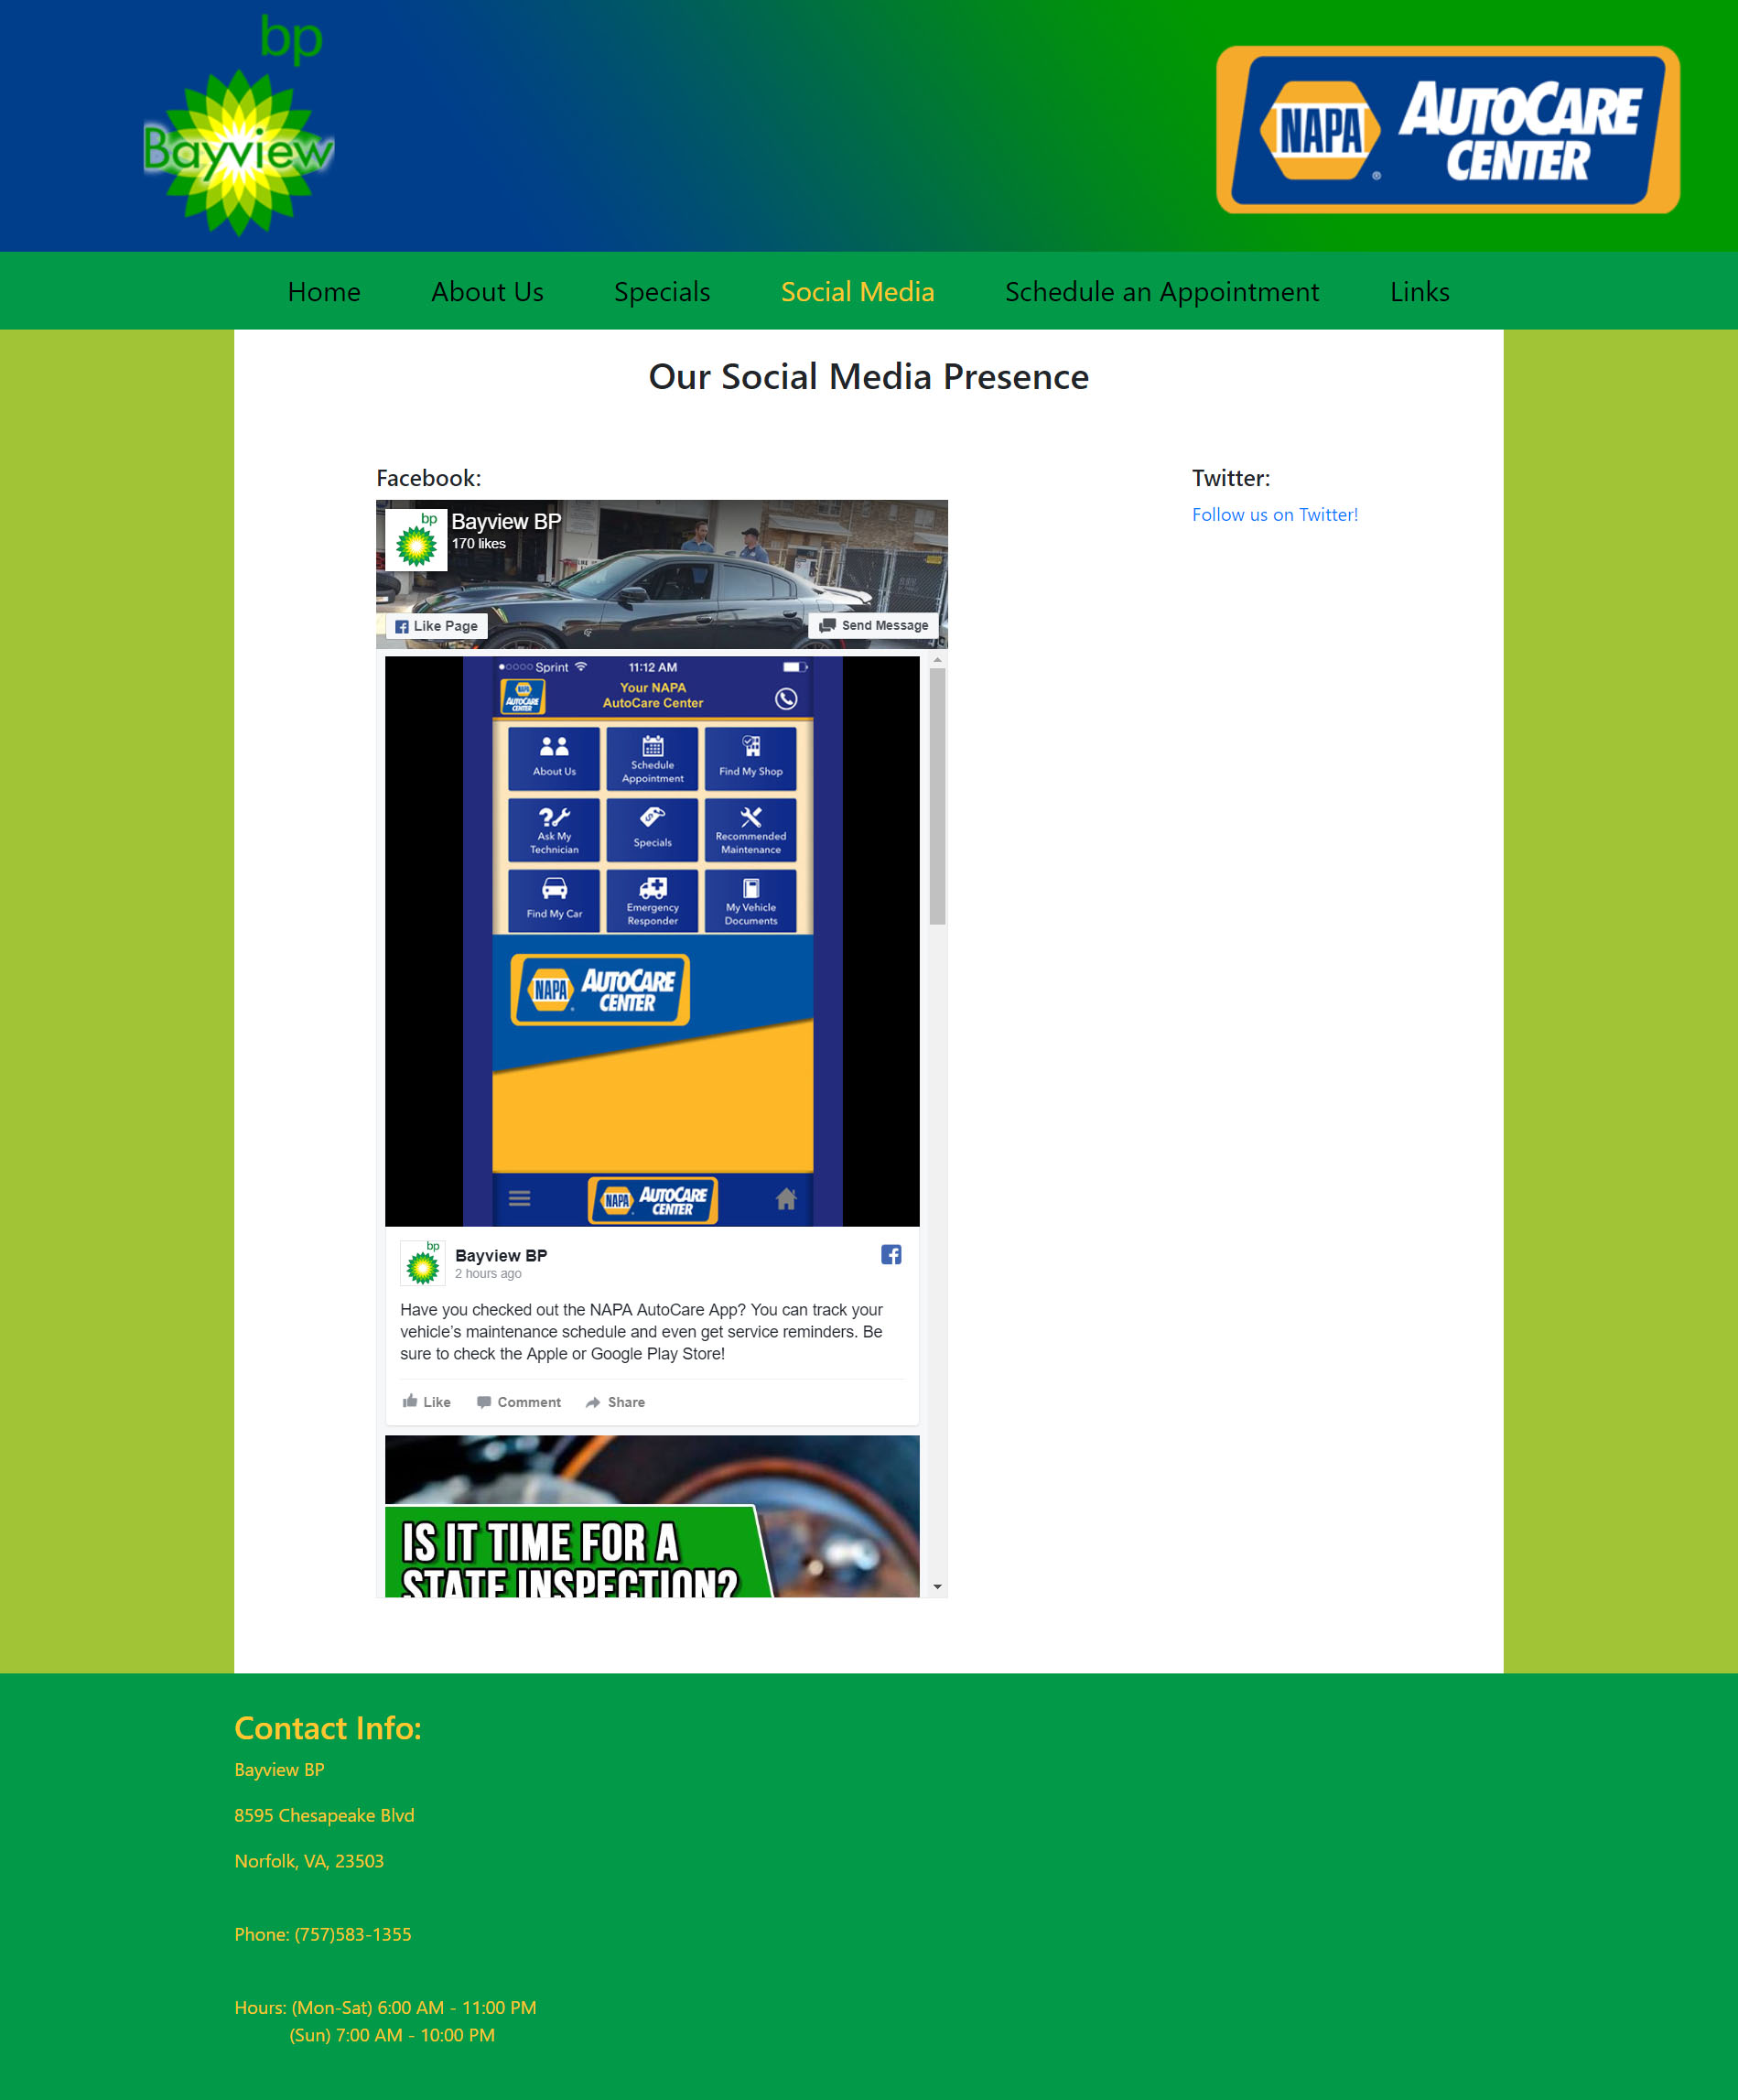 bp
Bayview
NAPA
AUTOCARE
CENTER
Home
About Us
Specials
Social Media
Schedule an Appointment
Links
Our Social Media Presence
Facebook:
bp
Bayview BP
170 likes
Like Page
Send Message
Sprint
11:12 AM
NAPA
AUTOCARE
CENTER
Your NAPA
AutoCare Center
About Us
Schedule
Appointment
Find My Shop
Ask My
Technician
Specials
Recommended
Maintenance
Find My Car
Emergency
Responder
My Vehicle
Documents
NAPA
AUTOCARE
CENTER
NAPA
AUTOCARE
CENTER
bp
Bayview BP
2 hours ago
Have you checked out the NAPA AutoCare App? You can track your
vehicle’s maintenance schedule and even get service reminders. Be
sure to check the Apple or Google Play Store!
Like
Comment
Share
IS IT TIME FOR A
STATE INSPECTION?
Twitter:
Follow us on Twitter!
Contact Info:
Bayview BP
8595 Chesapeake Blvd
Norfolk, VA, 23503
Phone: (757)583-1355
Hours: (Mon-Sat) 6:00 AM - 11:00 PM
(Sun) 7:00 AM - 10:00 PM